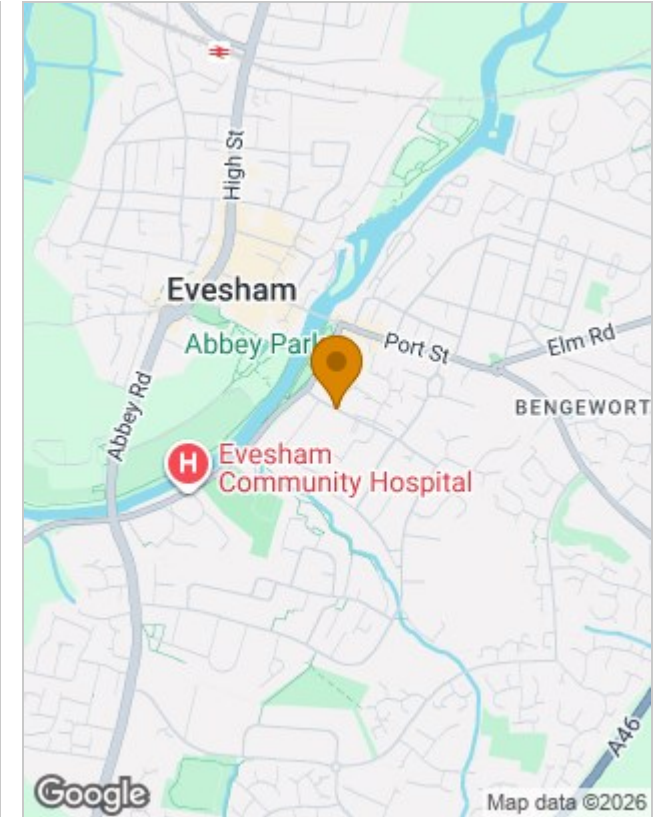 High St
Evesham
Abbey Park
Port St
Elm Rd
Abbey Rd
BENGEWORT
H
Evesham
Community Hospital
A46
Google
Map data ©2026